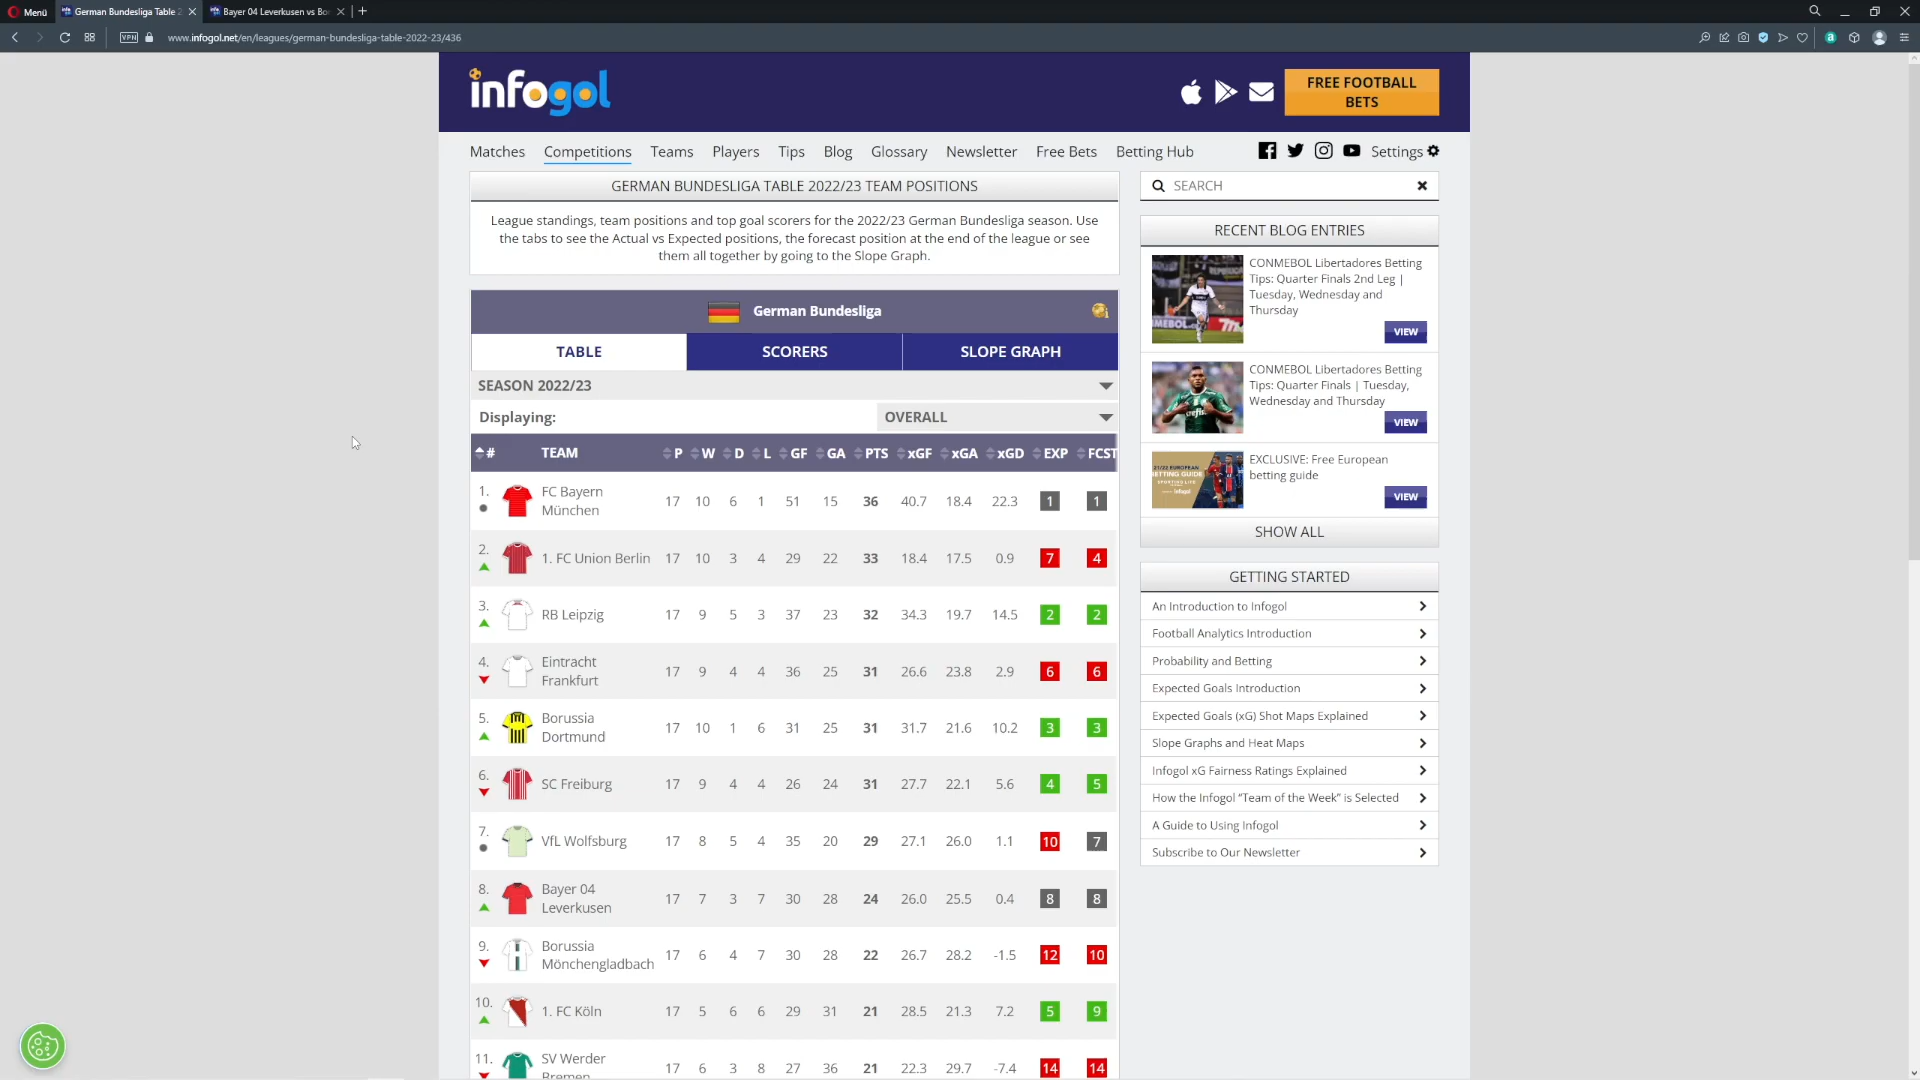 Menü
German Bundesliga Table 2
Bayer 04 Leverkusen vs Bo
VPN
www.infogol.net/en/leagues/german-bundesliga-table-2022-23/436
infogol
FREE FOOTBALL
BETS
Matches Competitions Teams Players Tips Blog Glossary Newsletter Free Bets Betting Hub Settings
GERMAN BUNDESLIGA TABLE 2022/23 TEAM POSITIONS
League standings, team positions and top goal scorers for the 2022/23 German Bundesliga season. Use
the tabs to see the Actual vs Expected positions, the forecast position at the end of the league or see
them all together by going to the Slope Graph.
German Bundesliga
TABLE SCORERS SLOPE GRAPH
SEASON 2022/23
Displaying: OVERALL
# TEAM P W D L GF GA PTS xGF xGA xGD EXP FCST
1. FC Bayern München 17 10 6 1 51 15 36 40.7 18.4 22.3 1 1
2. 1. FC Union Berlin 17 10 3 4 29 22 33 18.4 17.5 0.9 7 4
3. RB Leipzig 17 9 5 3 37 23 32 34.3 19.7 14.5 2 2
4. Eintracht Frankfurt 17 9 4 4 36 25 31 26.6 23.8 2.9 6 6
5. Borussia Dortmund 17 10 1 6 31 25 31 31.7 21.6 10.2 3 3
6. SC Freiburg 17 9 4 4 26 24 31 27.7 22.1 5.6 4 5
7. VfL Wolfsburg 17 8 5 4 35 20 29 27.1 26.0 1.1 10 7
8. Bayer 04 Leverkusen 17 7 3 7 30 28 24 26.0 25.5 0.4 8 8
9. Borussia Mönchengladbach 17 6 4 7 30 28 22 26.7 28.2 -1.5 12 10
10. 1. FC Köln 17 5 6 6 29 31 21 28.5 21.3 7.2 5 9
11. SV Werder Bremen 17 6 3 8 27 36 21 22.3 29.7 -7.4 14 14
SEARCH
RECENT BLOG ENTRIES
CONMEBOL Libertadores Betting
Tips: Quarter Finals 2nd Leg |
Tuesday, Wednesday and
Thursday
VIEW
CONMEBOL Libertadores Betting
Tips: Quarter Finals | Tuesday,
Wednesday and Thursday
VIEW
EXCLUSIVE: Free European
betting guide
VIEW
SHOW ALL
GETTING STARTED
An Introduction to Infogol
Football Analytics Introduction
Probability and Betting
Expected Goals Introduction
Expected Goals (xG) Shot Maps Explained
Slope Graphs and Heat Maps
Infogol xG Fairness Ratings Explained
How the Infogol “Team of the Week” is Selected
A Guide to Using Infogol
Subscribe to Our Newsletter